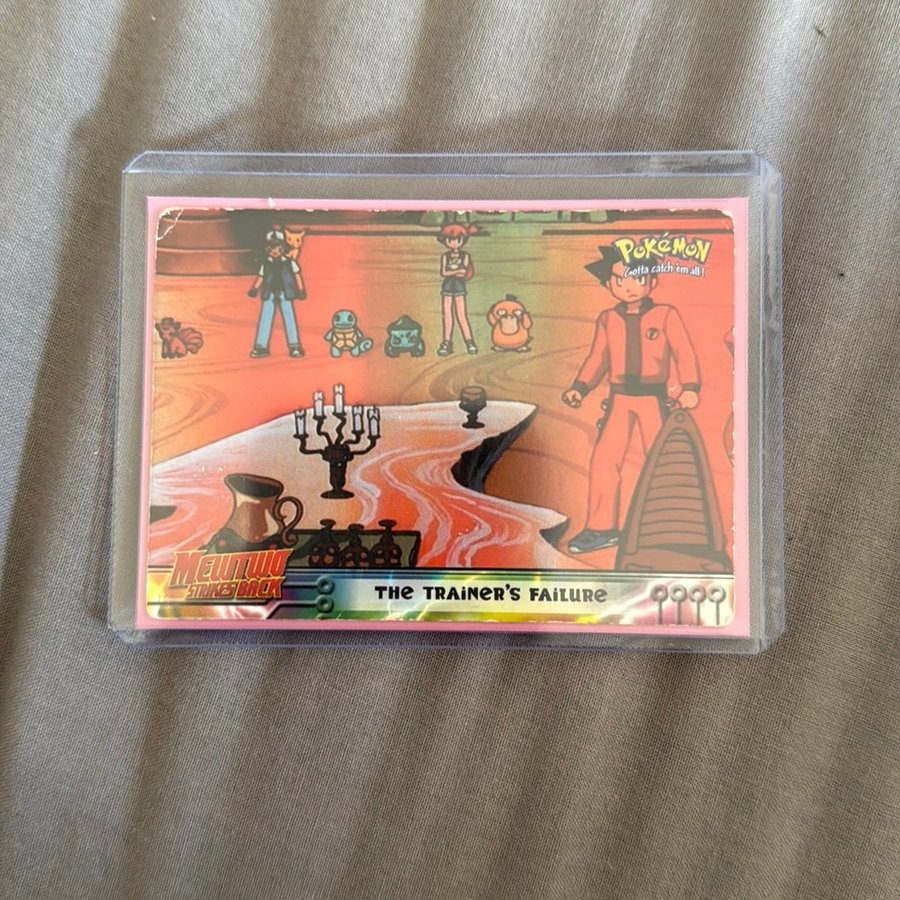 POKéMON
Gotta catch 'em all!
MEWTWO
STRIKES BACK
THE TRAINER'S FAILURE